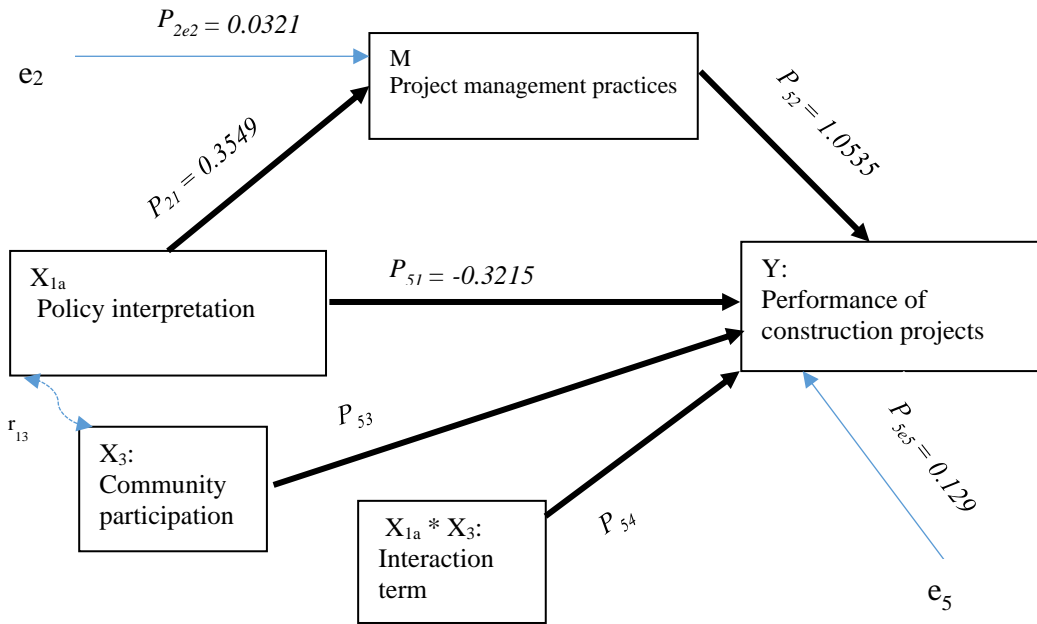 P2e2 = 0.0321
e2
M
Project management practices
P21 = 0.3549
P52 = 1.0535
X1a
Policy interpretation
P51 = -0.3215
Y:
Performance of
construction projects
r13
P53
X3:
Community
participation
P5e5 = 0.129
X1a * X3:
Interaction
term
P54
e5